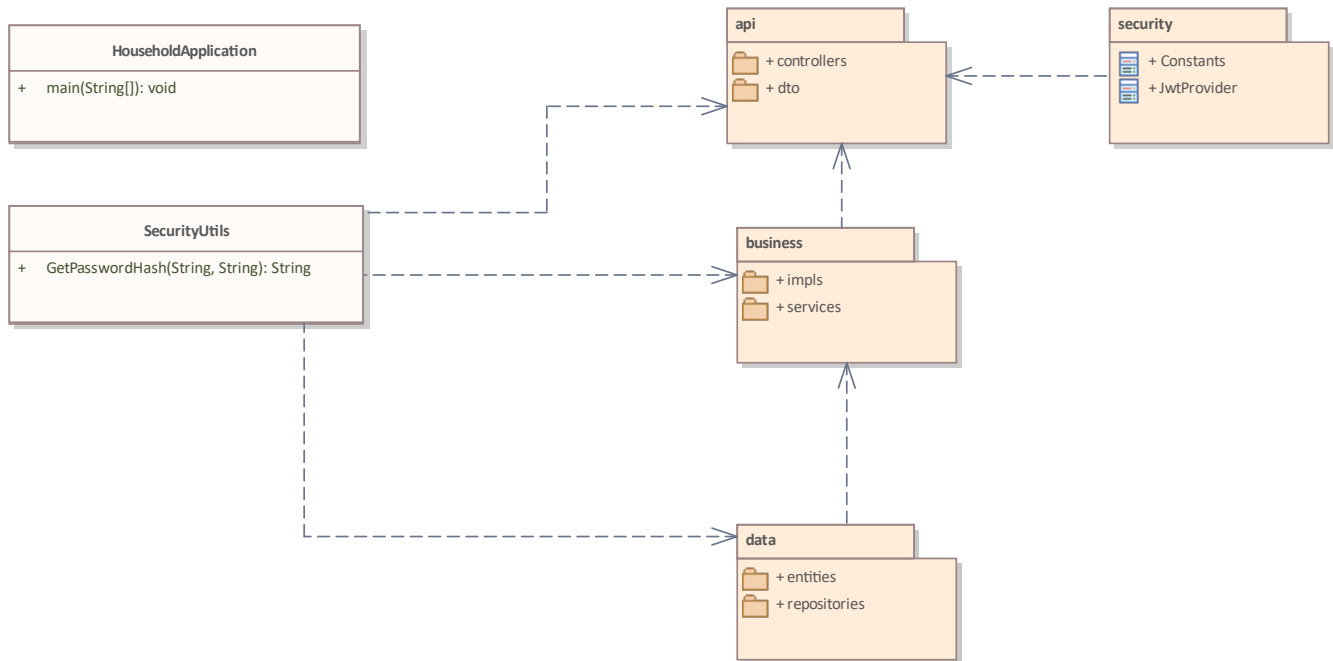 HouseholdApplication
+ main(String[]): void
SecurityUtils
+ GetPasswordHash(String, String): String
api
+ controllers
+ dto
security
+ Constants
+ JwtProvider
business
+ impls
+ services
data
+ entities
+ repositories